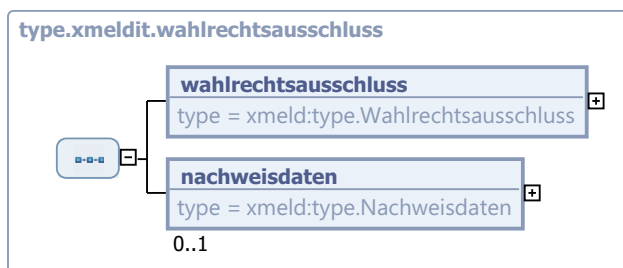 type.xmeldit.wahlrechtsausschluss
wahlrechtsausschluss
type = xmeld:type.Wahlrechtsausschluss
nachweisdaten
type = xmeld:type.Nachweisdaten
0..1